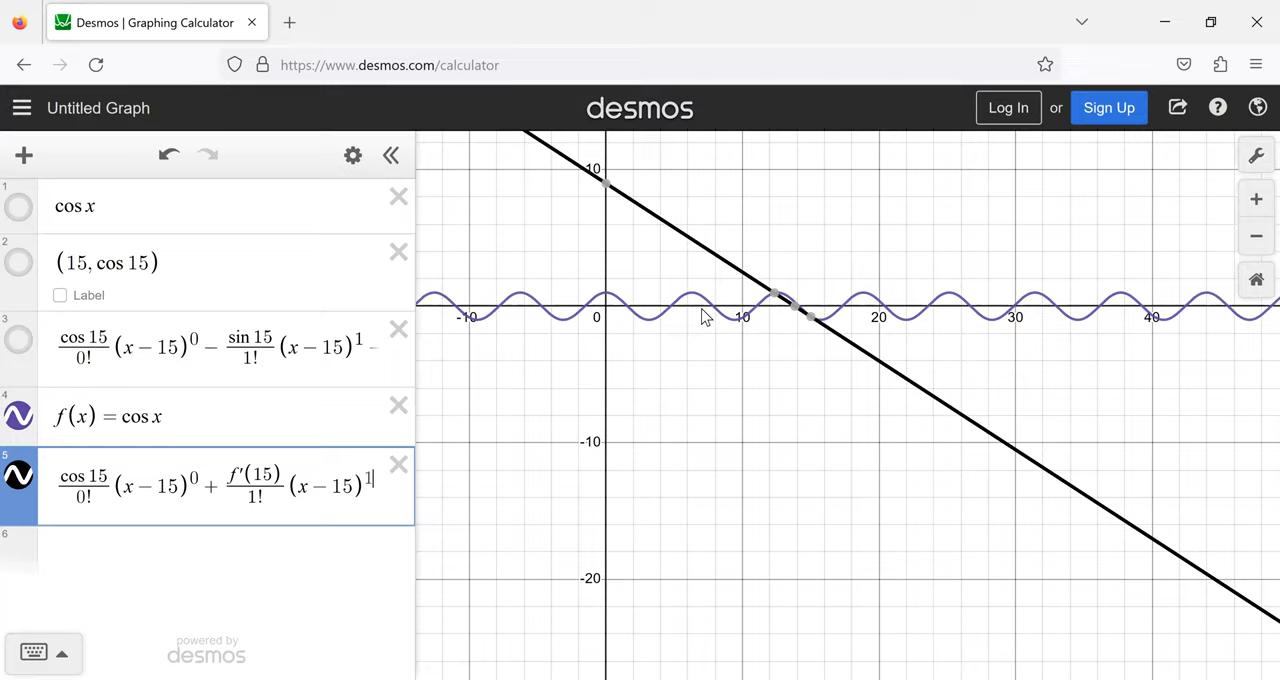 Desmos | Graphing Calculator
https://www.desmos.com/calculator
Untitled Graph
desmos
Log In or Sign Up
1
cos x
2
(15, cos 15)
Label
3
cos 15/0! (x − 15)^0 − sin 15/1! (x − 15)^1 −
4
f(x) = cos x
5
cos 15/0! (x − 15)^0 + f′(15)/1! (x − 15)^1
6
powered by
desmos
10
-10 0 10 20 30 40
-10
-20